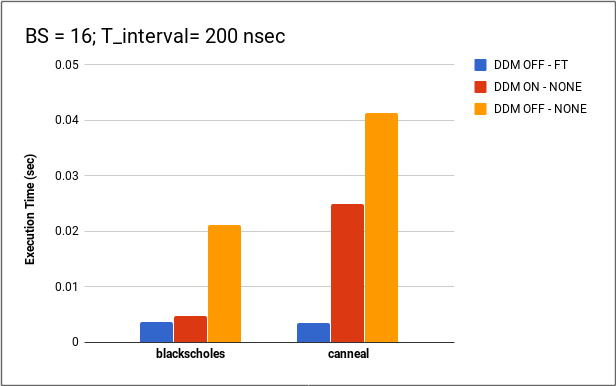 BS = 16; T_interval= 200 nsec
DDM OFF - FT
DDM ON - NONE
DDM OFF - NONE
Execution Time (sec)
0.05
0.04
0.03
0.02
0.01
0
blackscholes
canneal